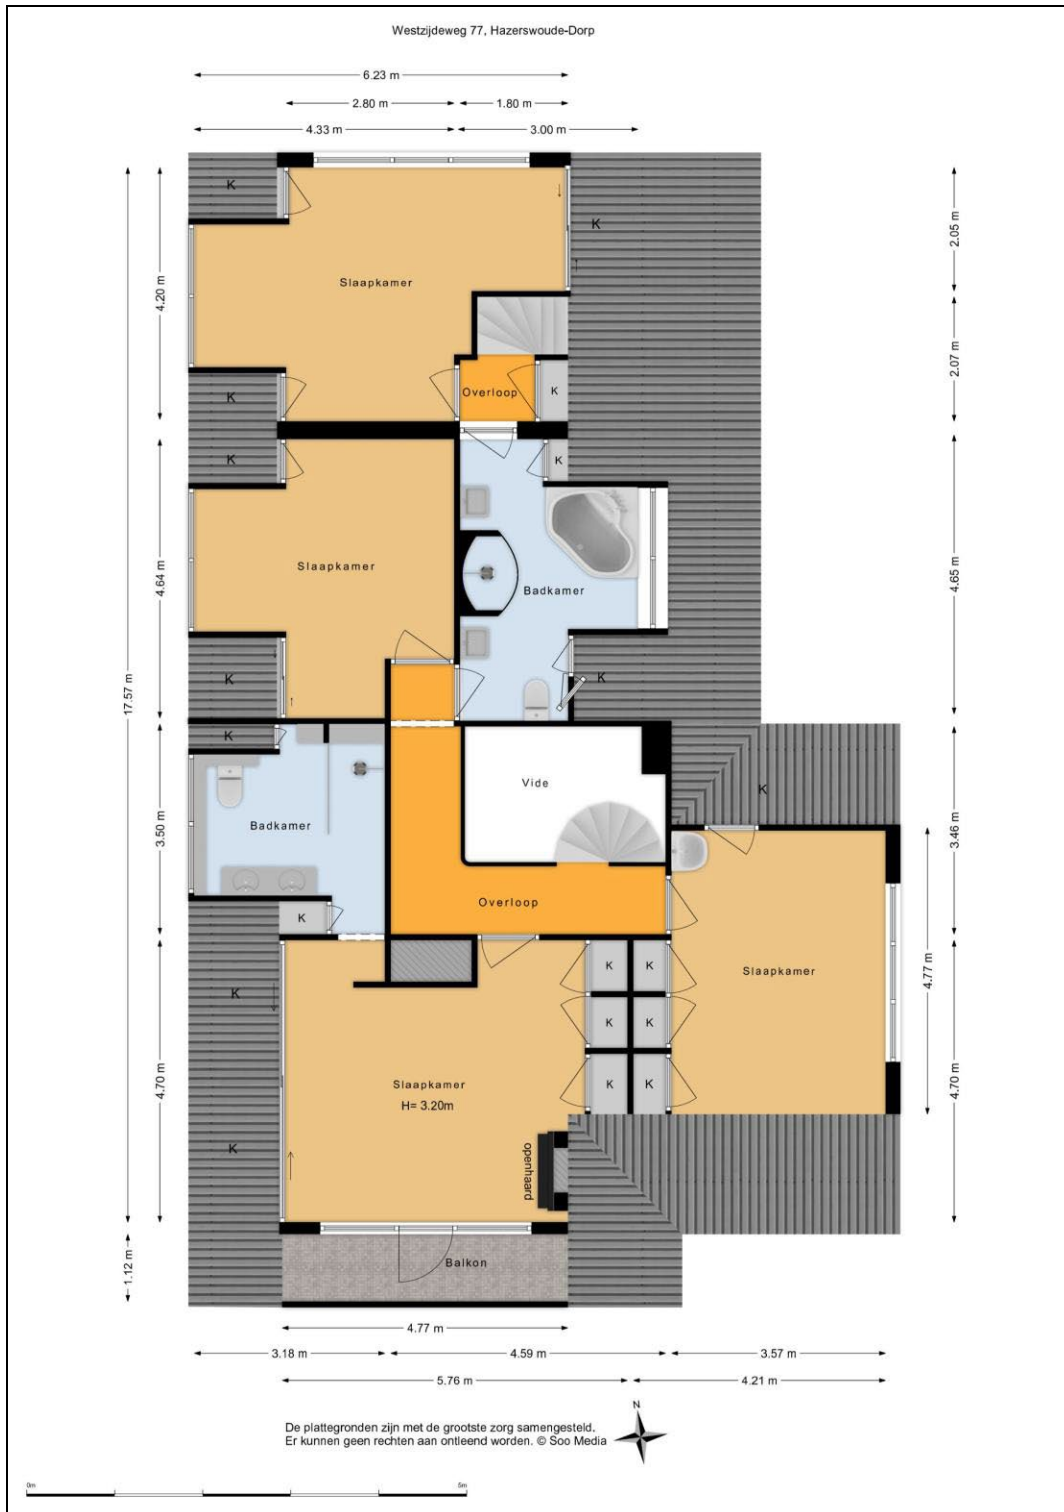 Westzijdeweg 77, Hazerswoude-Dorp
6.23 m
2.80 m
1.80 m
4.33 m
3.00 m
K
K
2.05 m
4.20 m
Slaapkamer
17.57 m
2.07 m
K
Overloop
K
K
K
4.64 m
Slaapkamer
Badkamer
4.65 m
K
K
K
Vide
K
3.50 m
Badkamer
3.46 m
K
Overloop
K
K
K
Slaapkamer
4.77 m
K
K
4.70 m
Slaapkamer
H= 3.20m
K
K
4.70 m
K
openhaard
1.12 m
Balkon
4.77 m
3.18 m
4.59 m
3.57 m
5.76 m
4.21 m
N
De plattegronden zijn met de grootste zorg samengesteld.
Er kunnen geen rechten aan ontleend worden. © Soo Media
0m
5m